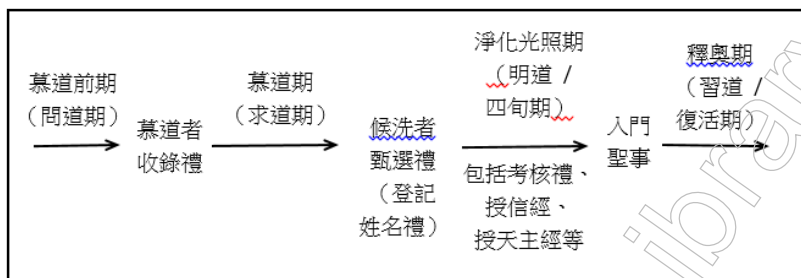 慕道前期
（問道期）
慕道者
收錄禮
慕道期
（求道期）
候洗者
甄選禮
（登記
姓名禮）
淨化光照期
（明道 /
四旬期）
包括考核禮、
授信經、
授天主經等
入門
聖事
釋奧期
（習道 /
復活期）
ibrar